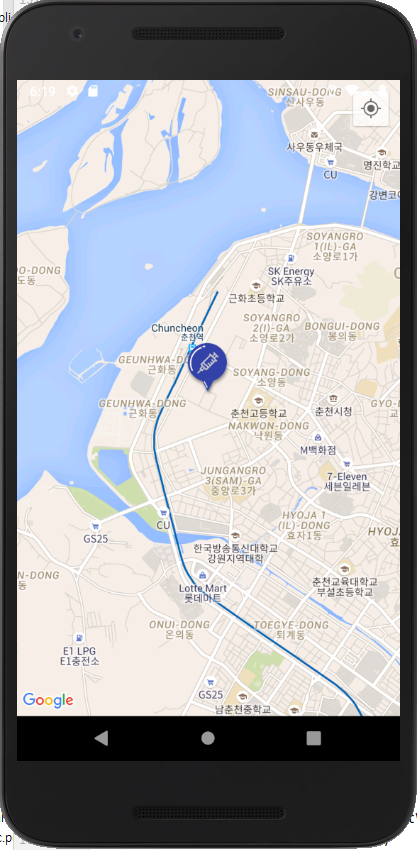 6:19
SINSAU-DONG
신사우동
사우동우체국
CU
명진학교
강변코
SOYANGRO
1(IL)-GA
소양로1가
O-DONG
도동
SK Energy
SK주유소
근화초등학교
Chuncheon
춘천역
SOYANGRO
2(I)-GA
소양로2가
BONGUI-DONG
봉의동
GEUNHWA-DONG
근화동
SOYANG-DONG
소양동
GEUNHWA-DONG
근화동
춘천고등학교
춘천시청
GYO-D
NAKWON-DONG
낙원동
M백화점
JUNGANGRO
3(SAM)-GA
중앙로3가
7-Eleven
세븐일레븐
CU
HYOJA 1
(IL)-DONG
효자1동
GS25
HYOJ
한국방송통신대학교
강원지역대학
N-DONG
동
Lotte Mart
롯데마트
춘천교육대학교
부설초등학교
ONUI-DONG
온의동
TOEGYE-DONG
퇴계동
E1 LPG
E1충전소
GS25
Google
남춘천중학교